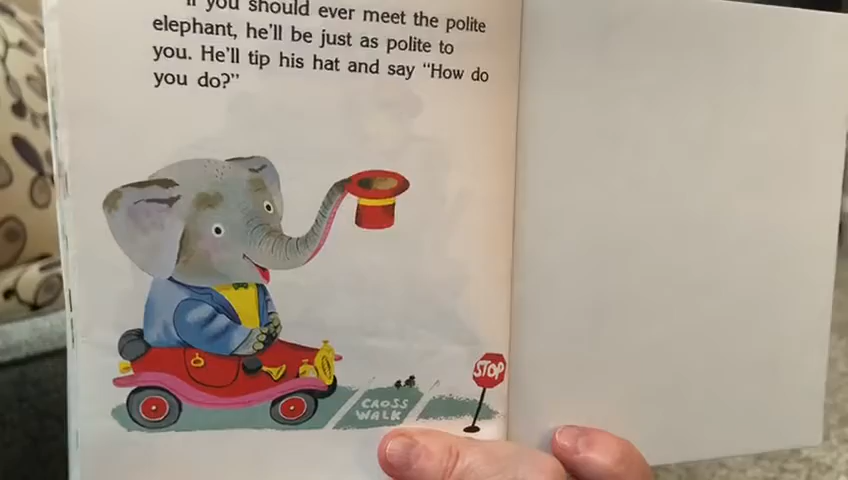 If you should ever meet the polite
elephant, he'll be just as polite to
you. He'll tip his hat and say "How do
you do?"
STOP
CROSS
WALK